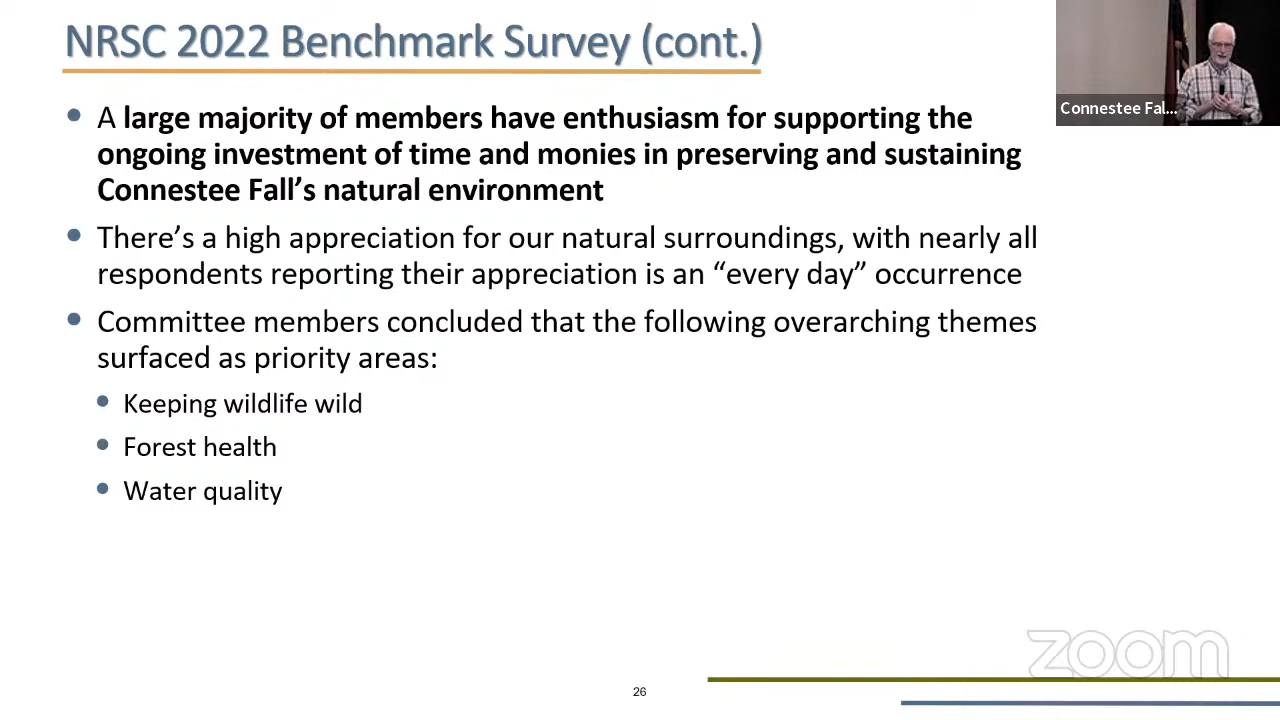 NRSC 2022 Benchmark Survey (cont.)
Connestee Fal...
A large majority of members have enthusiasm for supporting the
ongoing investment of time and monies in preserving and sustaining
Connestee Fall’s natural environment
There’s a high appreciation for our natural surroundings, with nearly all
respondents reporting their appreciation is an “every day” occurrence
Committee members concluded that the following overarching themes
surfaced as priority areas:
Keeping wildlife wild
Forest health
Water quality
zoom
26